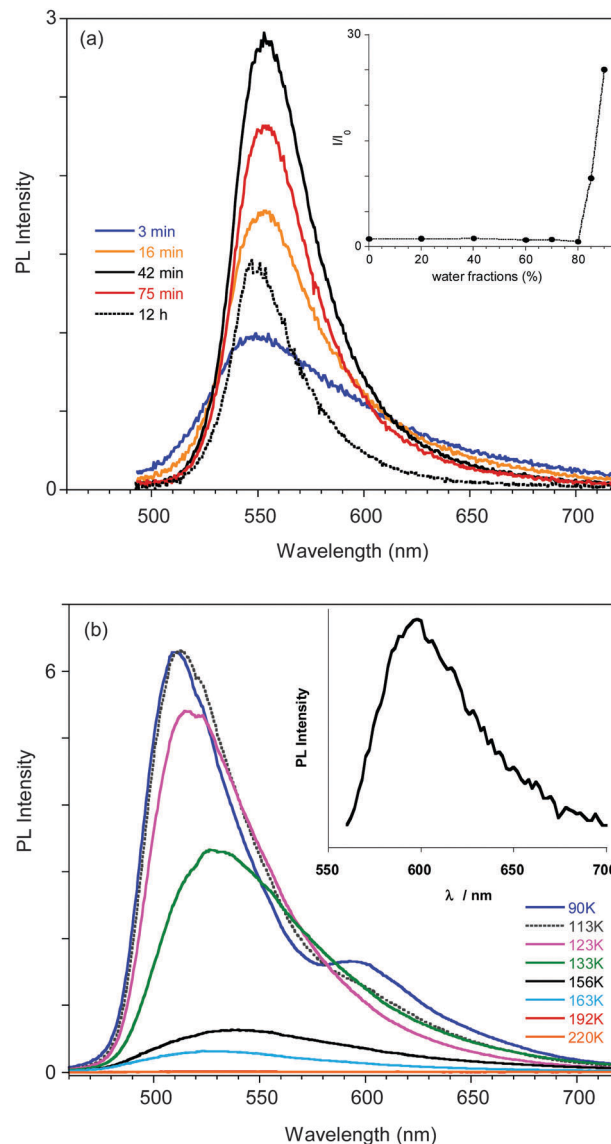 (a)
3
PL Intensity
0
3 min
16 min
42 min
75 min
12 h
30
I/I0
0
0 20 40 60 80
water fractions (%)
500 550 600 650 700
Wavelength (nm)
(b)
6
PL Intensity
0
PL Intensity
550 600 650 700
λ / nm
90K
113K
123K
133K
156K
163K
192K
220K
500 550 600 650 700
Wavelength (nm)